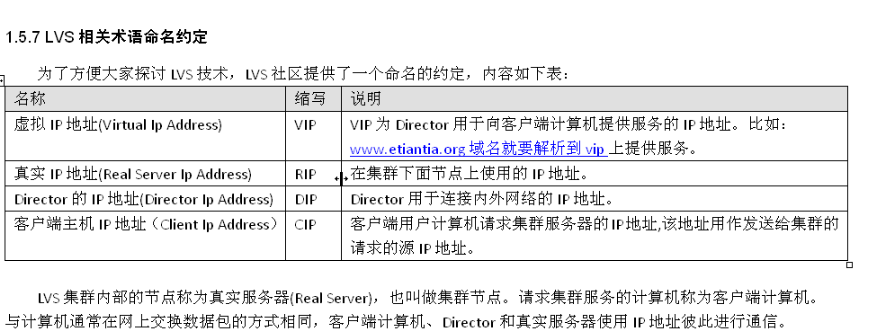 1.5.7 LVS 相关术语命名约定
为了方便大家探讨 LVS 技术，LVS 社区提供了一个命名的约定，内容如下表：
名称 缩写 说明
虚拟 IP 地址(Virtual Ip Address) VIP VIP 为 Director 用于向客户端计算机提供服务的 IP 地址。比如：
www.etiantia.org 域名就要解析到 vip 上提供服务。
真实 IP 地址(Real Server Ip Address) RIP 在集群下面节点上使用的 IP 地址。
Director 的 IP 地址(Director Ip Address) DIP Director 用于连接内外网络的 IP 地址。
客户端主机 IP 地址（Client Ip Address） CIP 客户端用户计算机请求集群服务器的IP地址,该地址用作发送给集群的
请求的源 IP 地址。
LVS 集群内部的节点称为真实服务器(Real Server)，也叫做集群节点。请求集群服务的计算机称为客户端计算机。
与计算机通常在网上交换数据包的方式相同，客户端计算机、Director 和真实服务器使用 IP 地址彼此进行通信。